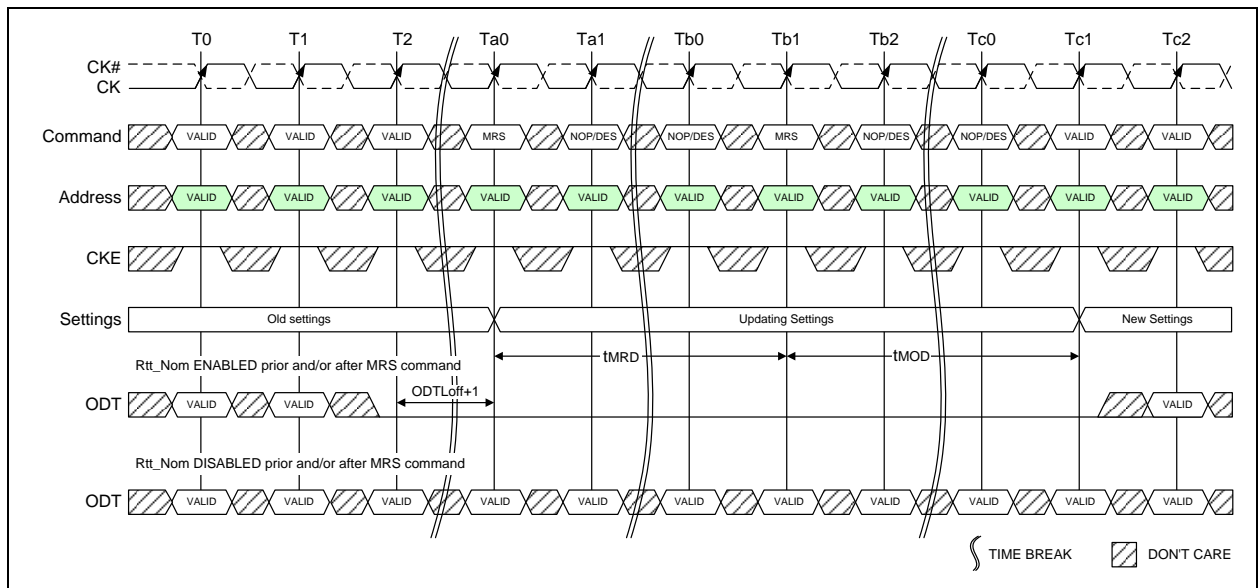 T0 T1 T2 Ta0 Ta1 Tb0 Tb1 Tb2 Tc0 Tc1 Tc2
CK#
CK
Command VALID VALID VALID MRS NOP/DES NOP/DES MRS NOP/DES NOP/DES VALID VALID
Address VALID VALID VALID VALID VALID VALID VALID VALID VALID VALID VALID
CKE
Settings Old settings Updating Settings New Settings
tMRD tMOD
Rtt_Nom ENABLED prior and/or after MRS command
ODTLoff+1
ODT VALID VALID VALID
Rtt_Nom DISABLED prior and/or after MRS command
ODT VALID VALID VALID VALID VALID VALID VALID VALID VALID VALID VALID
TIME BREAK DON'T CARE